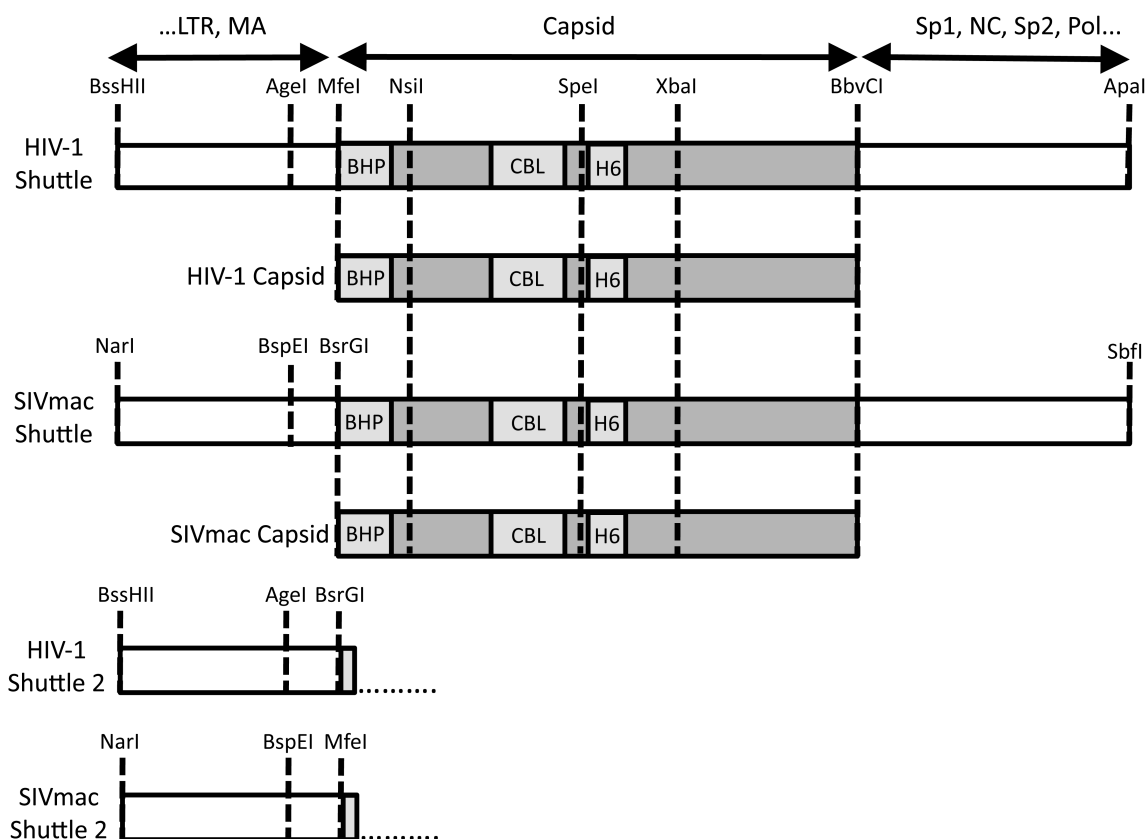 ...LTR, MA Capsid Sp1, NC, Sp2, Pol...
BssHII AgeI MfeI NsiI SpeI XbaI BbvCI ApaI
HIV-1
Shuttle
BHP CBL H6
HIV-1 Capsid BHP CBL H6
NarI BspEI BsrGI SbfI
SIVmac
Shuttle
BHP CBL H6
SIVmac Capsid BHP CBL H6
BssHII AgeI BsrGI
HIV-1
Shuttle 2
NarI BspEI MfeI
SIVmac
Shuttle 2